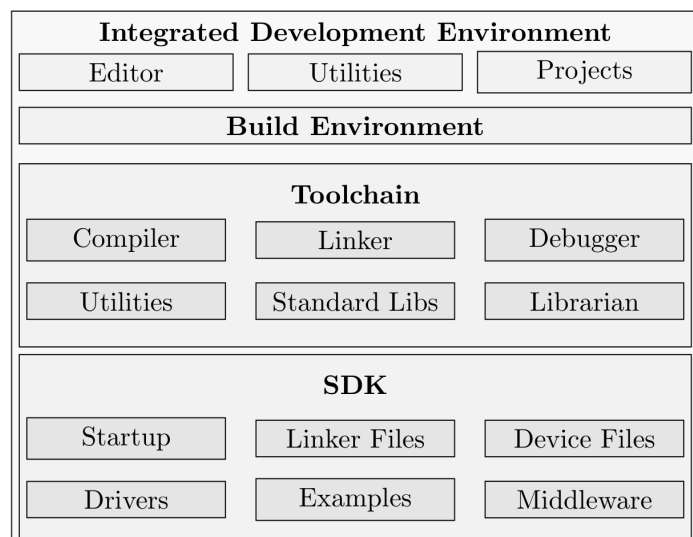 Integrated Development Environment
Editor Utilities Projects
Build Environment
Toolchain
Compiler Linker Debugger
Utilities Standard Libs Librarian
SDK
Startup Linker Files Device Files
Drivers Examples Middleware